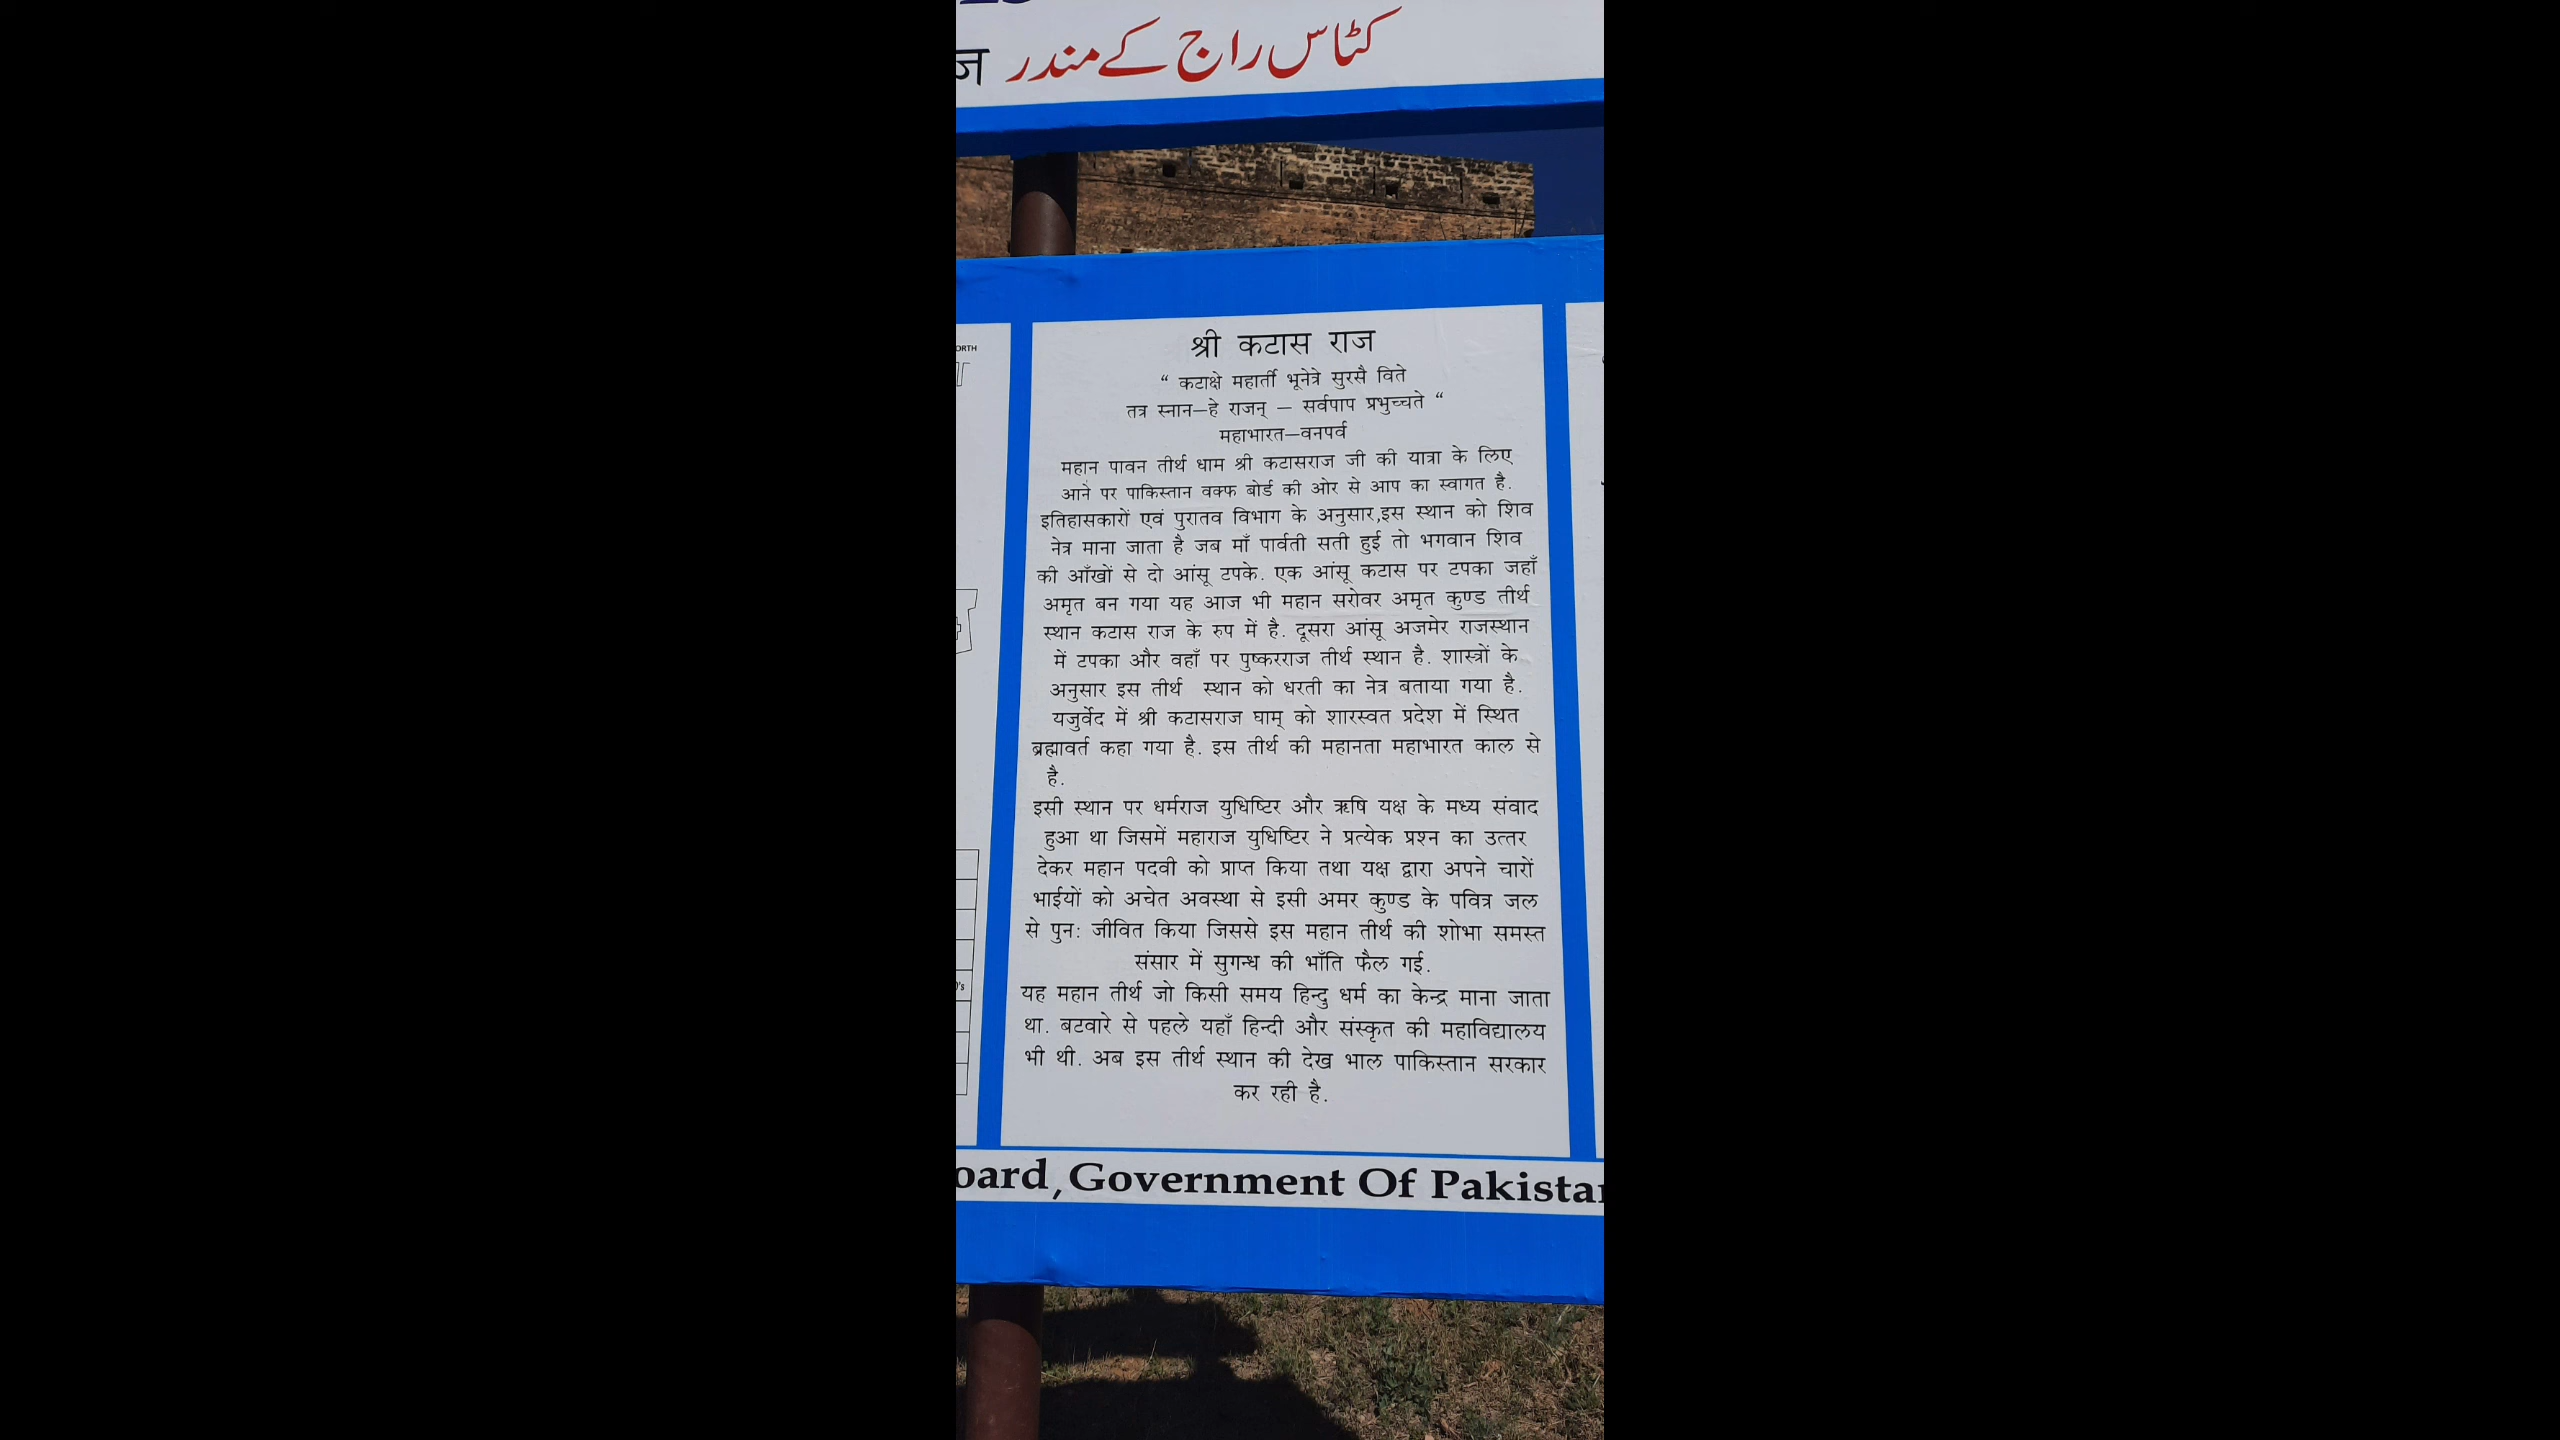 کٹاس راج کے مندر
ज
ORTH
श्री कटास राज
“ कटाक्षे महार्ती भूनेत्रे सुरसै विते
तत्र स्नान–हे राजन् – सर्वपाप प्रभुच्चते “
महाभारत–वनपर्व
महान पावन तीर्थ धाम श्री कटासराज जी की यात्रा के लिए
आने पर पाकिस्तान वक्फ बोर्ड की ओर से आप का स्वागत है.
इतिहासकारों एवं पुरातव विभाग के अनुसार,इस स्थान को शिव
नेत्र माना जाता है जब माँ पार्वती सती हुई तो भगवान शिव
की आँखों से दो आंसू टपके. एक आंसू कटास पर टपका जहाँ
अमृत बन गया यह आज भी महान सरोवर अमृत कुण्ड तीर्थ
स्थान कटास राज के रुप में है. दूसरा आंसू अजमेर राजस्थान
में टपका और वहाँ पर पुष्करराज तीर्थ स्थान है. शास्त्रों के
अनुसार इस तीर्थ स्थान को धरती का नेत्र बताया गया है.
यजुर्वेद में श्री कटासराज घाम् को शारस्वत प्रदेश में स्थित
ब्रह्मावर्त कहा गया है. इस तीर्थ की महानता महाभारत काल से
है.
इसी स्थान पर धर्मराज युधिष्टिर और ऋषि यक्ष के मध्य संवाद
हुआ था जिसमें महाराज युधिष्टिर ने प्रत्येक प्रश्न का उत्तर
देकर महान पदवी को प्राप्त किया तथा यक्ष द्वारा अपने चारों
भाईयों को अचेत अवस्था से इसी अमर कुण्ड के पवित्र जल
से पुन: जीवित किया जिससे इस महान तीर्थ की शोभा समस्त
संसार में सुगन्ध की भाँति फैल गई.
यह महान तीर्थ जो किसी समय हिन्दु धर्म का केन्द्र माना जाता
था. बटवारे से पहले यहाँ हिन्दी और संस्कृत की महाविद्यालय
भी थी. अब इस तीर्थ स्थान की देख भाल पाकिस्तान सरकार
कर रही है.
oard, Government Of Pakistan